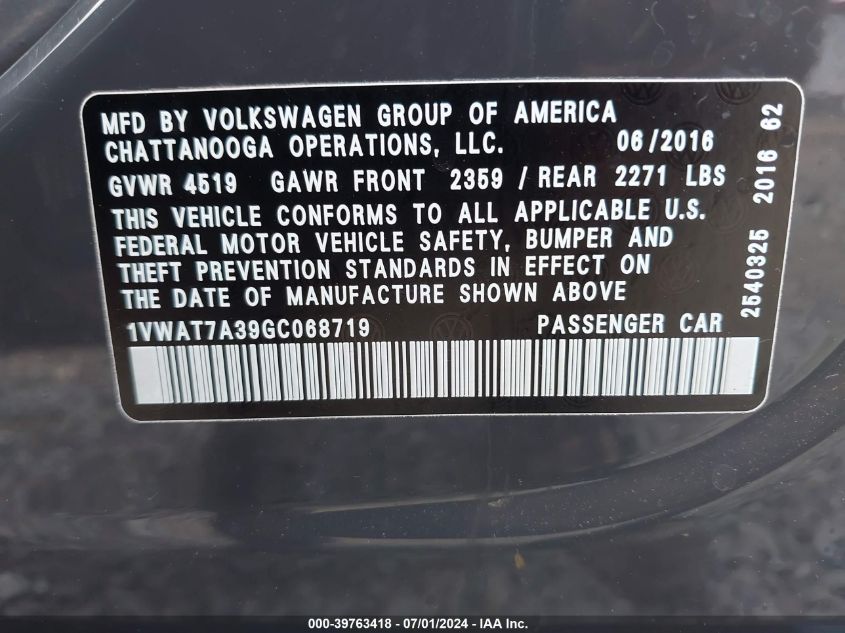 MFD BY VOLKSWAGEN GROUP OF AMERICA
CHATTANOOGA OPERATIONS, LLC. 06/2016
GVWR 4519 GAWR FRONT 2359 / REAR 2271 LBS
THIS VEHICLE CONFORMS TO ALL APPLICABLE U.S.
FEDERAL MOTOR VEHICLE SAFETY, BUMPER AND
THEFT PREVENTION STANDARDS IN EFFECT ON
THE DATE OF MANUFACTURE SHOWN ABOVE
1VWAT7A39GC068719 PASSENGER CAR
2540325 2016 62
000-39763418 - 07/01/2024 - IAA Inc.